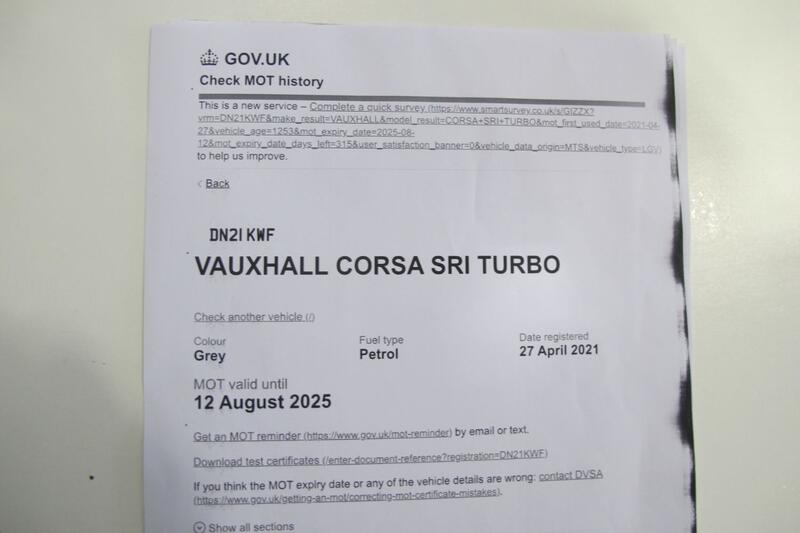 GOV.UK
Check MOT history
This is a new service – Complete a quick survey (https://www.smartsurvey.co.uk/s/GIZZX?
vrm=DN21KWF&make_result=VAUXHALL&model_result=CORSA+SRI+TURBO&mot_first_used_date=2021-04-
27&vehicle_age=1253&mot_expiry_date=2025-08-
12&mot_expiry_date_days_left=315&user_satisfaction_banner=0&vehicle_data_origin=MTS&vehicle_type=LGV)
to help us improve.
< Back
DN21 KWF
VAUXHALL CORSA SRI TURBO
Check another vehicle (/)
Colour Fuel type Date registered
Grey Petrol 27 April 2021
MOT valid until
12 August 2025
Get an MOT reminder (https://www.gov.uk/mot-reminder) by email or text.
Download test certificates (/enter-document-reference?registration=DN21KWF)
If you think the MOT expiry date or any of the vehicle details are wrong: contact DVSA
(https://www.gov.uk/getting-an-mot/correcting-mot-certificate-mistakes).
Show all sections